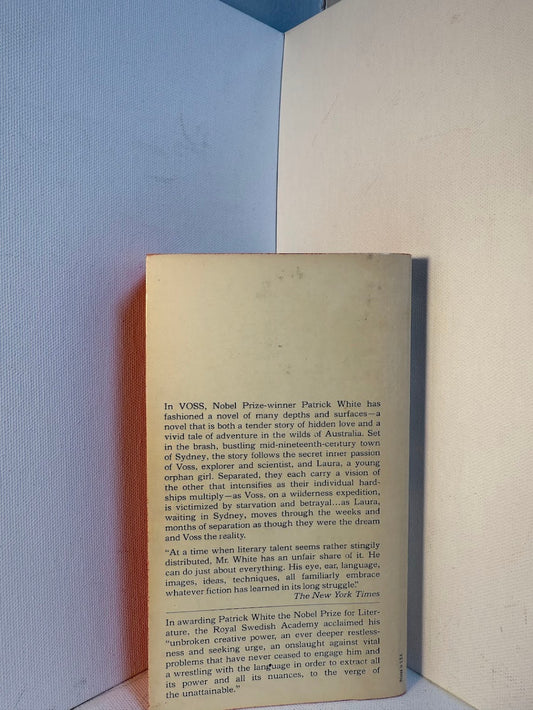 In VOSS, Nobel Prize-winner Patrick White has
fashioned a novel of many depths and surfaces—a
novel that is both a tender story of hidden love and a
vivid tale of adventure in the wilds of Australia. Set
in the brash, bustling mid-nineteenth-century town
of Sydney, the story follows the secret inner passion
of Voss, explorer and scientist, and Laura, a young
orphan girl. Separated, they each carry a vision of
the other that intensifies as their individual hard-
ships multiply—as Voss, on a wilderness expedition,
is victimized by starvation and betrayal...as Laura,
waiting in Sydney, moves through the weeks and
months of separation as though they were the dream
and Voss the reality.
"At a time when literary talent seems rather stingily
distributed, Mr. White has an unfair share of it. He
can do just about everything. His eye, ear, language,
images, ideas, techniques, all familiarly embrace
whatever fiction has learned in its long struggle."
The New York Times
In awarding Patrick White the Nobel Prize for Liter-
ature, the Royal Swedish Academy acclaimed his
"unbroken creative power, an ever deeper restless-
ness and seeking urge, an onslaught against vital
problems that have never ceased to engage him and
a wrestling with the language in order to extract all
its power and all its nuances, to the verge of
the unattainable."
Printed in U.S.A.